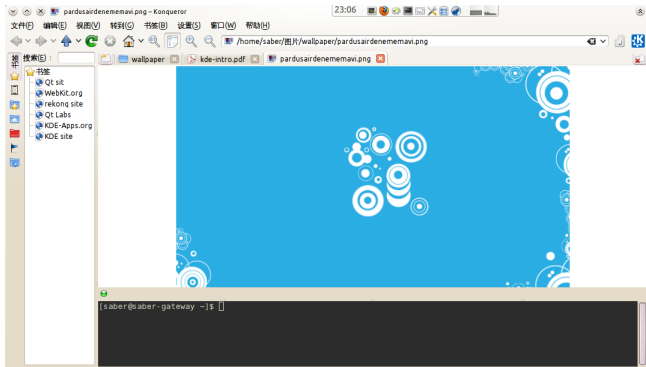 pardusairdenememavi.png – Konqueror
23:06
文件(F) 编辑(E) 视图(V) 转到(G) 书签(B) 设置(S) 窗口(W) 帮助(H)
/home/saber/图片/wallpaper/pardusairdenememavi.png
搜索(E):
wallpaper kde-intro.pdf pardusairdenememavi.png
书签
Qt sit
WebKit.org
rekonq site
Qt Labs
KDE-Apps.org
KDE site
[saber@saber-gateway ~]$